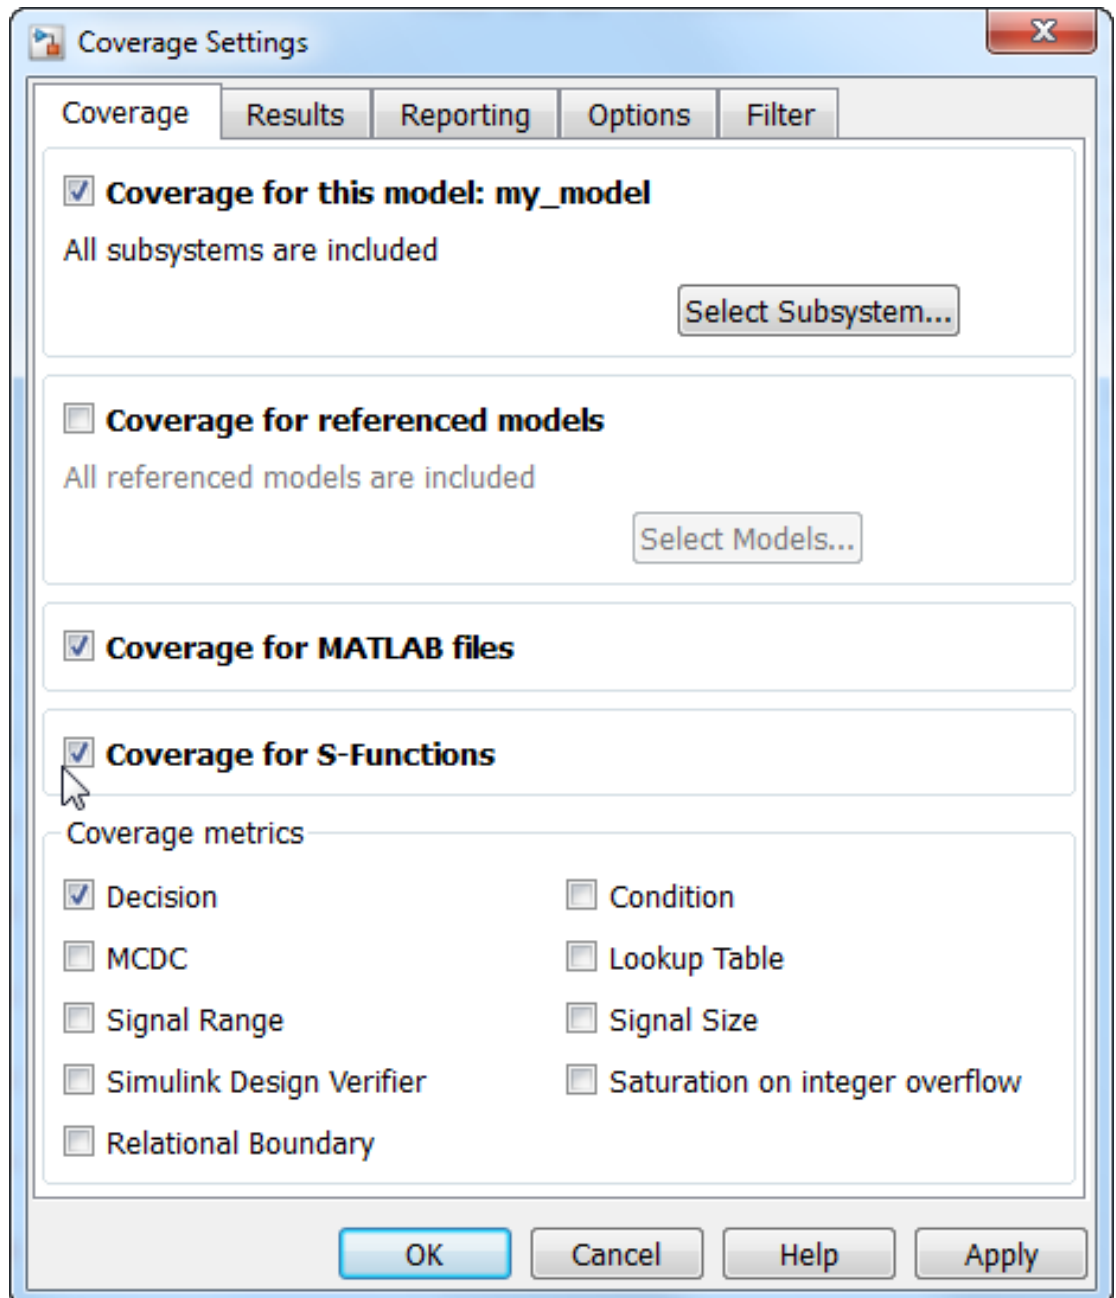 Coverage Settings
Coverage Results Reporting Options Filter
Coverage for this model: my_model
All subsystems are included
Select Subsystem...
Coverage for referenced models
All referenced models are included
Select Models...
Coverage for MATLAB files
Coverage for S-Functions
Coverage metrics
Decision Condition
MCDC Lookup Table
Signal Range Signal Size
Simulink Design Verifier Saturation on integer overflow
Relational Boundary
OK Cancel Help Apply